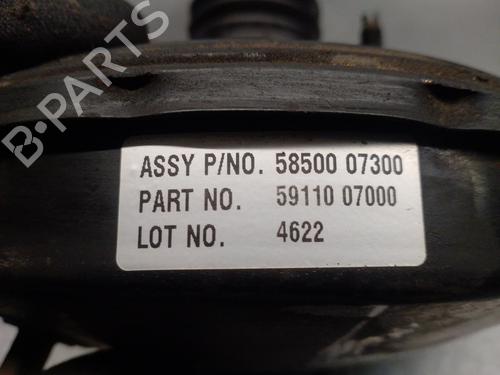 B-PARTS
ASSY P/NO. 58500 07300
PART NO. 59110 07000
LOT NO. 4622